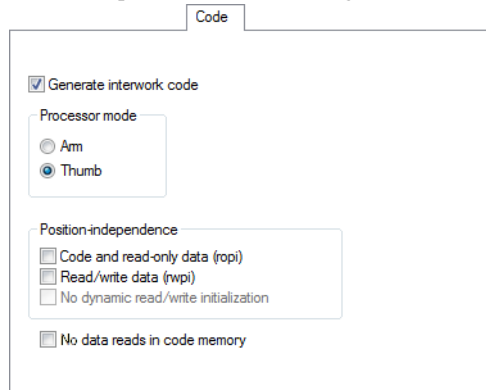 Code
Generate interwork code
Processor mode
Arm
Thumb
Position-independence
Code and read-only data (ropi)
Read/write data (rwpi)
No dynamic read/write initialization
No data reads in code memory